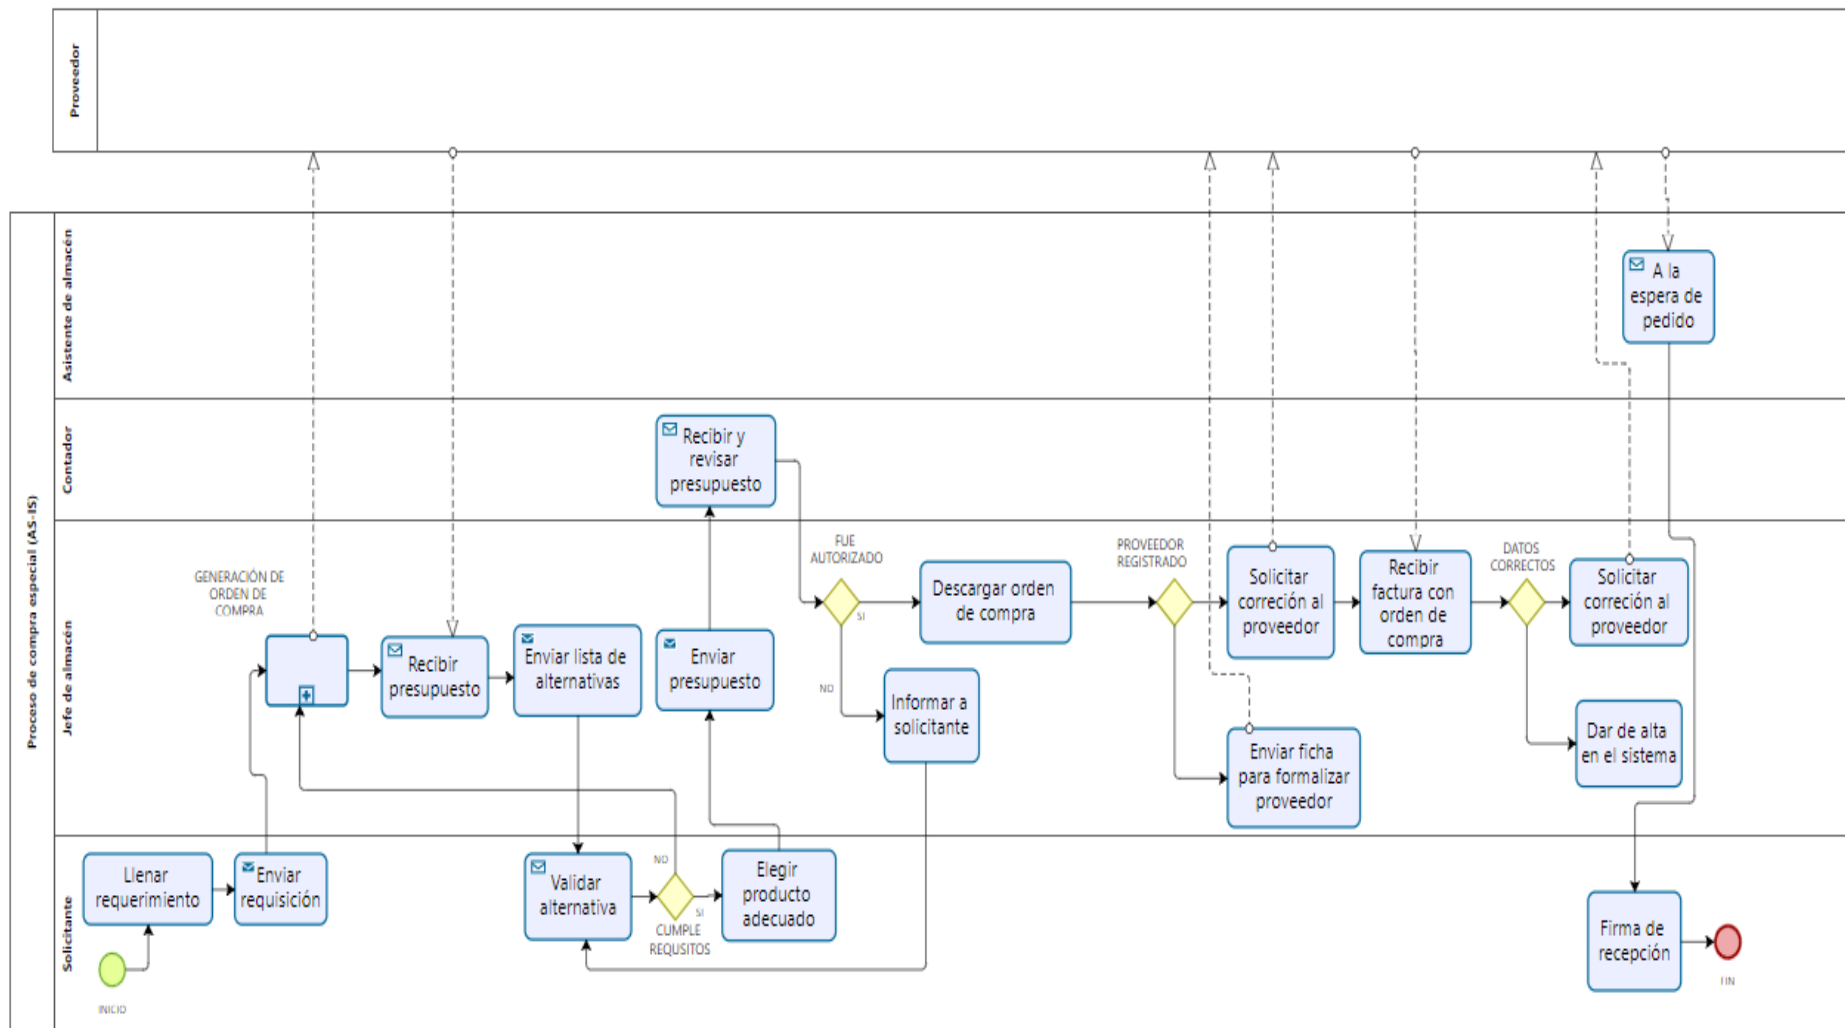 Proveedor
Proceso de compra especial (AS-IS)
Asistente de almacén
A la
espera de
pedido
Contador
Recibir y
revisar
presupuesto
Jefe de almacén
GENERACIÓN DE
ORDEN DE
COMPRA
Recibir
presupuesto
Enviar lista de
alternativas
Enviar
presupuesto
FUE
AUTORIZADO
SI
NO
Descargar orden
de compra
Informar a
solicitante
PROVEEDOR
REGISTRADO
Solicitar
correción al
proveedor
Enviar ficha
para formalizar
proveedor
Recibir
factura con
orden de
compra
DATOS
CORRECTOS
Solicitar
correción al
proveedor
Dar de alta
en el sistema
Solicitante
INICIO
Llenar
requerimiento
Enviar
requisición
Validar
alternativa
NO
SI
CUMPLE
REQUSITOS
Elegir
producto
adecuado
Firma de
recepción
FIN